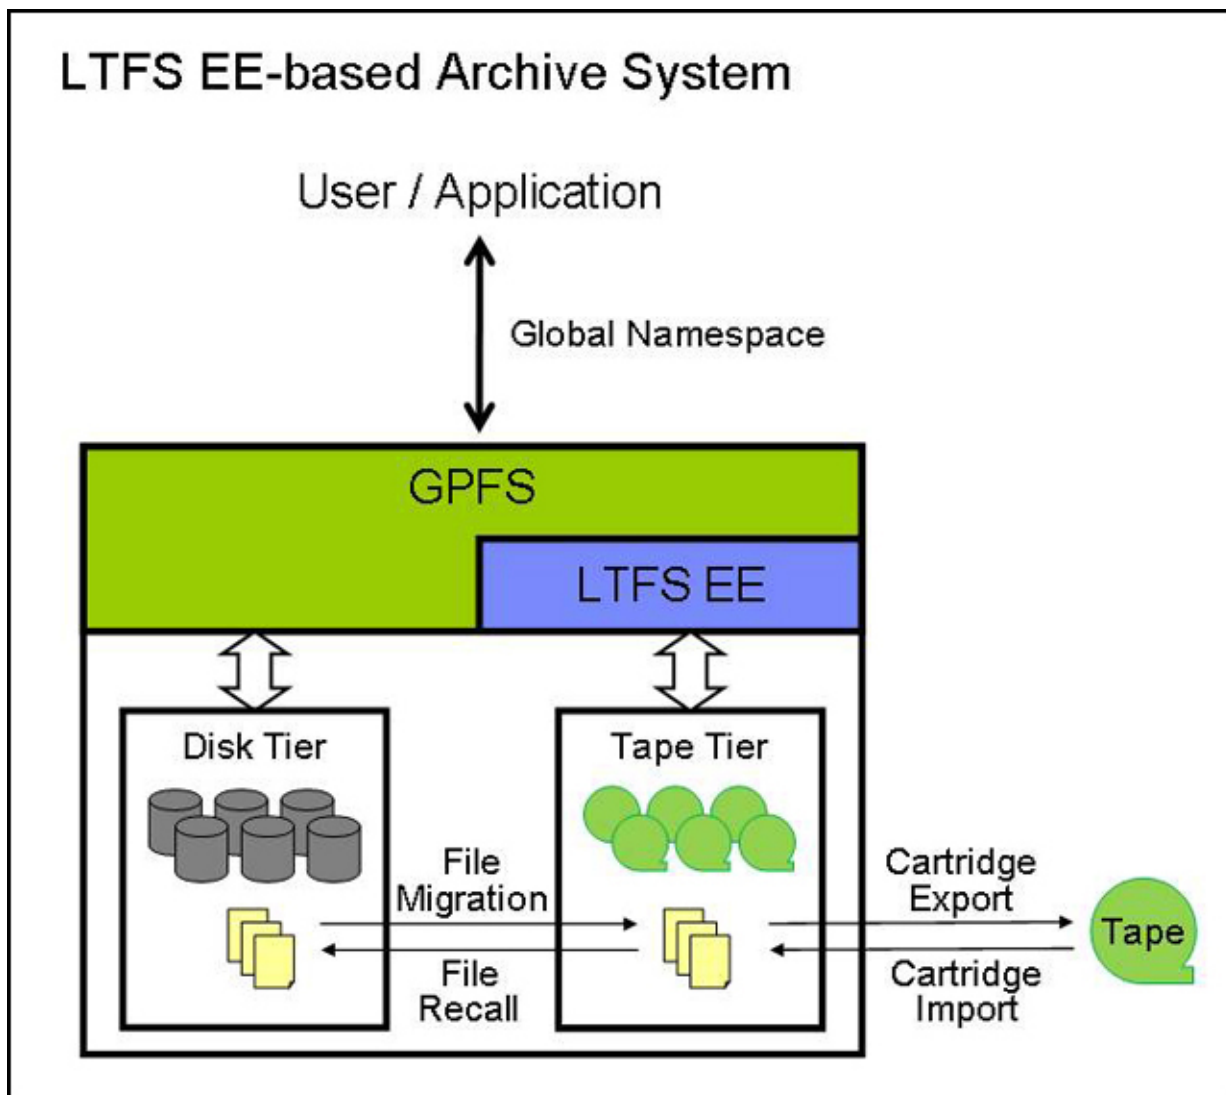 LTFS EE-based Archive System
User / Application
Global Namespace
GPFS
LTFS EE
Disk Tier
Tape Tier
File
Migration
File
Recall
Cartridge
Export
Cartridge
Import
Tape